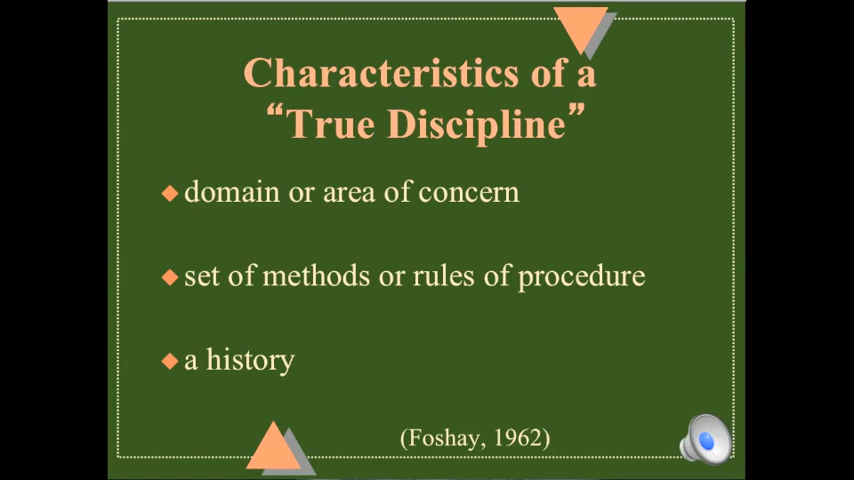 Characteristics of a
“True Discipline”
domain or area of concern
set of methods or rules of procedure
a history
(Foshay, 1962)